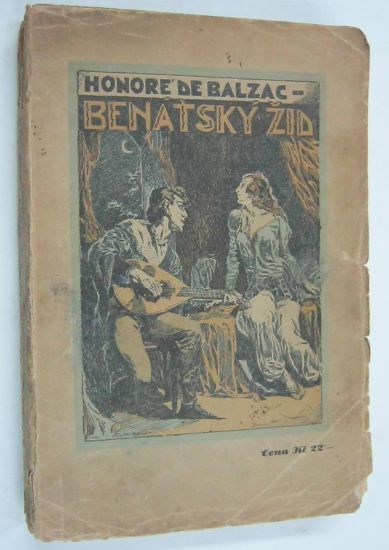 HONORÉ DE BALZAC -
BENÁTSKÝ ŽID
Cena Kč 22·-